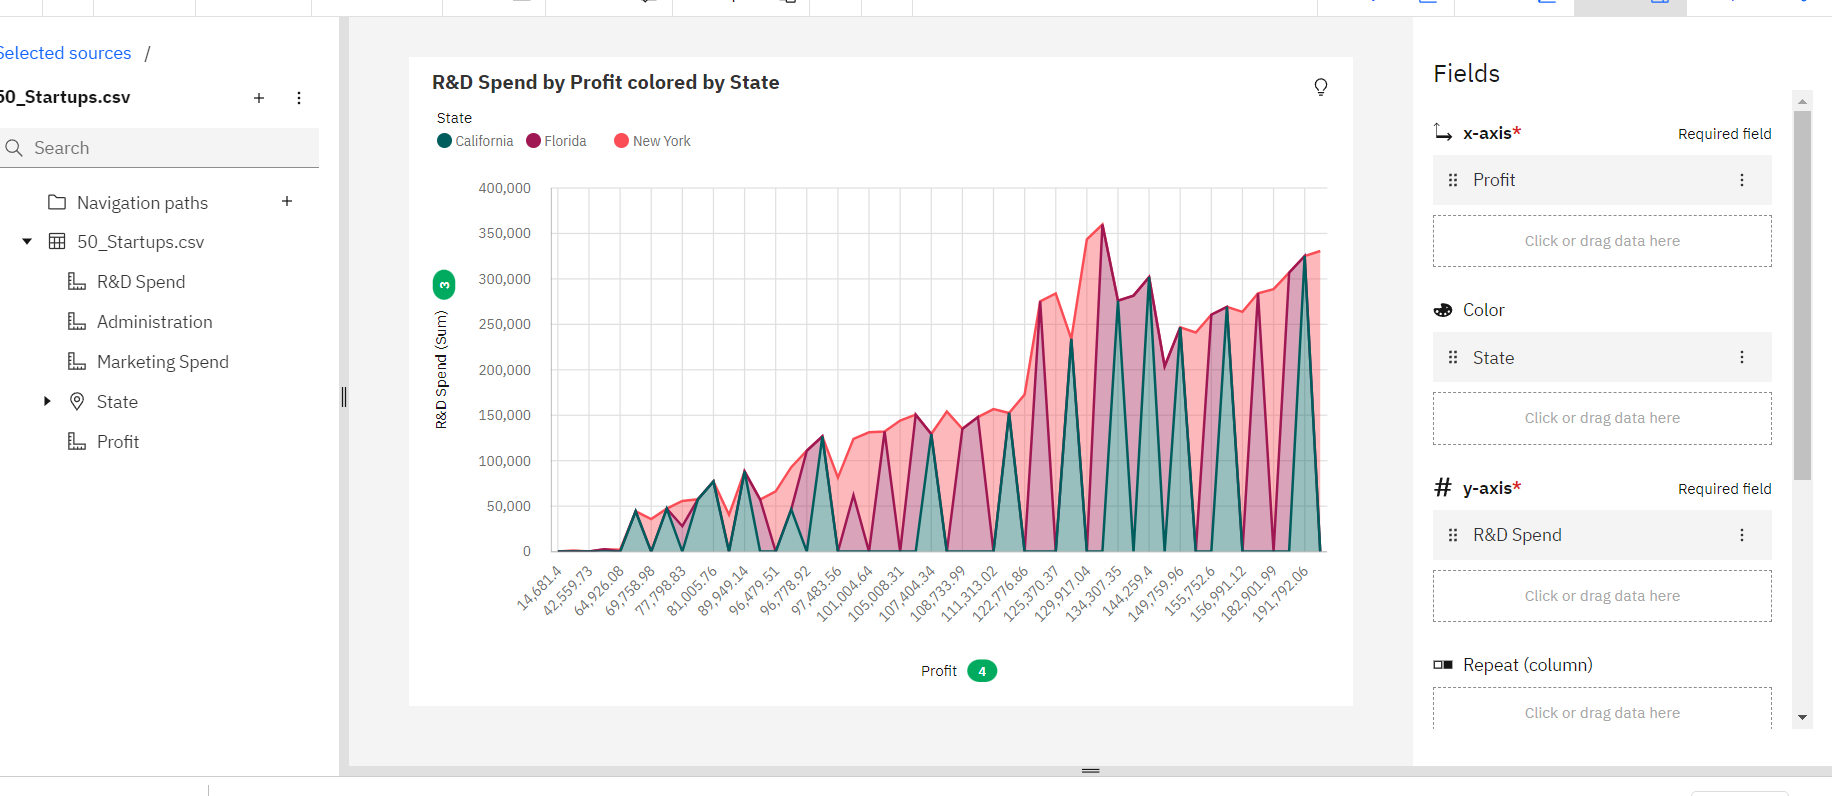 Selected sources /
50_Startups.csv
Search
Navigation paths
50_Startups.csv
R&D Spend
Administration
Marketing Spend
State
Profit
R&D Spend by Profit colored by State
State
California Florida New York
400,000
350,000
300,000
250,000
200,000
150,000
100,000
50,000
0
R&D Spend (Sum) 3
14,681.4
42,559.73
64,926.08
69,758.98
77,798.83
81,005.76
89,949.14
96,479.51
96,778.92
97,483.56
101,004.64
105,008.31
107,404.34
108,733.99
111,313.02
122,776.86
125,370.37
129,917.04
134,307.35
144,259.4
149,759.96
155,752.6
156,991.12
182,901.99
191,792.06
Profit 4
Fields
x-axis* Required field
Profit
Click or drag data here
Color
State
Click or drag data here
# y-axis* Required field
R&D Spend
Click or drag data here
Repeat (column)
Click or drag data here